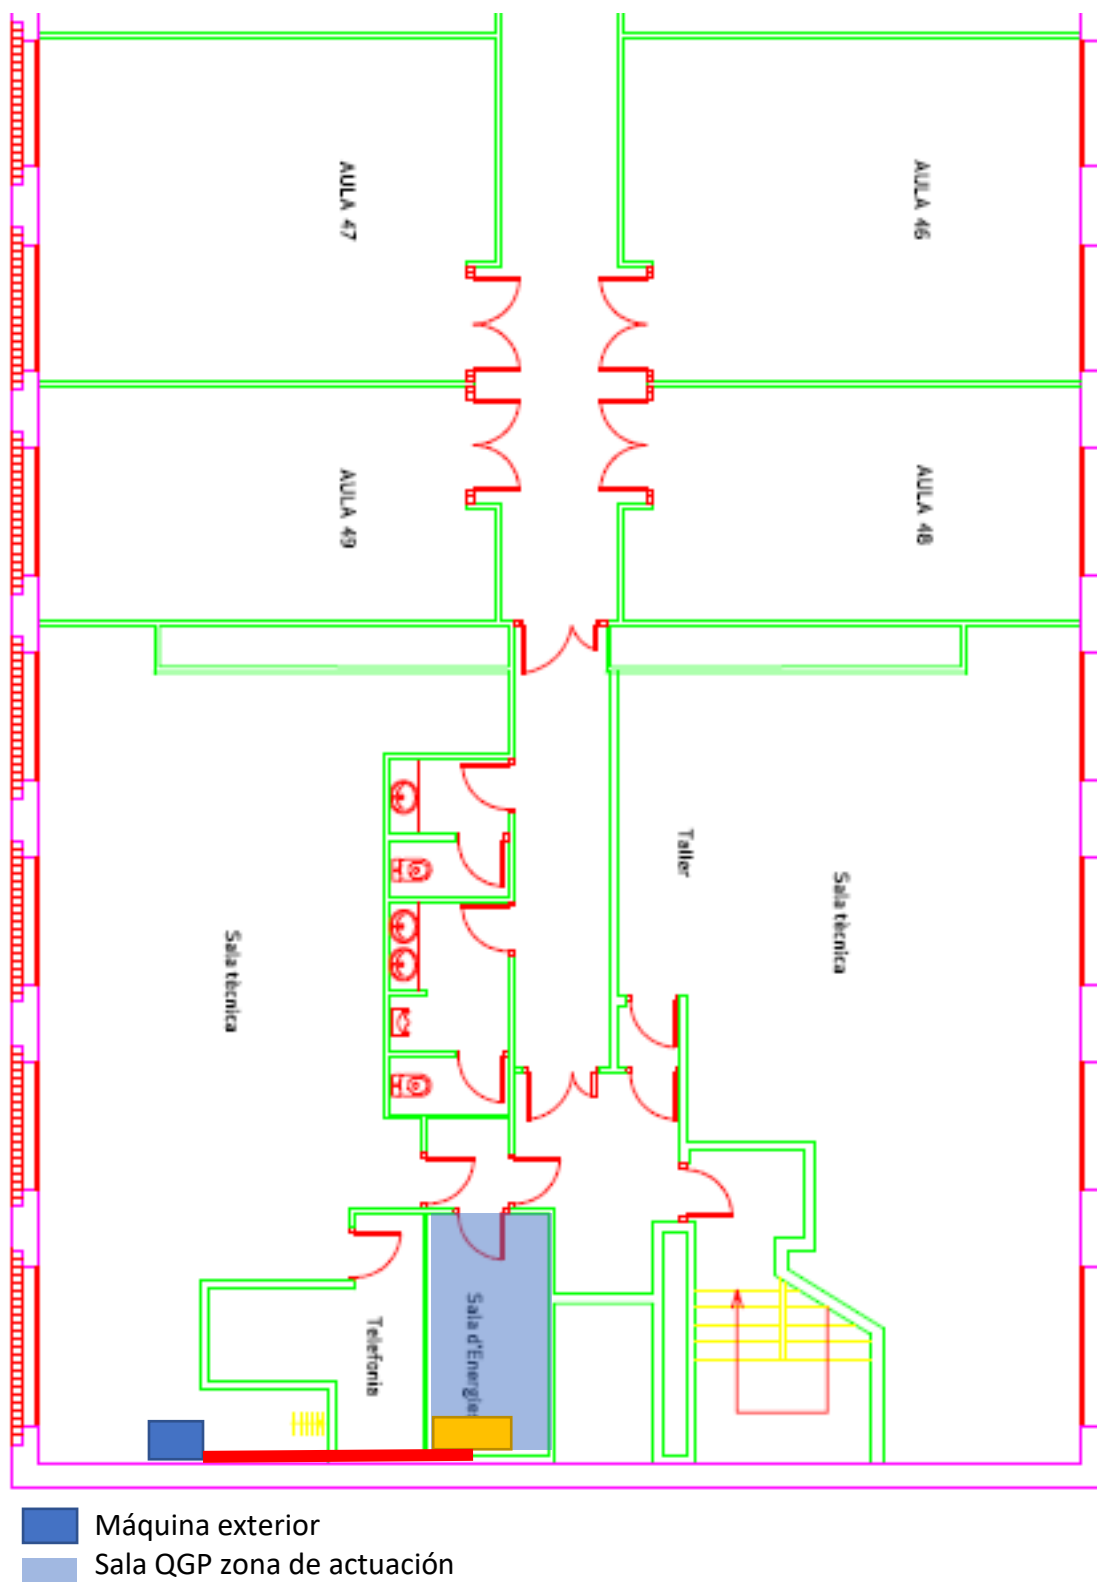 AULA 47
AULA 46
AULA 49
AULA 48
Taller
Sala tècnica
Sala tècnica
Sala d'Energies
Telefonia
Máquina exterior
Sala QGP zona de actuación